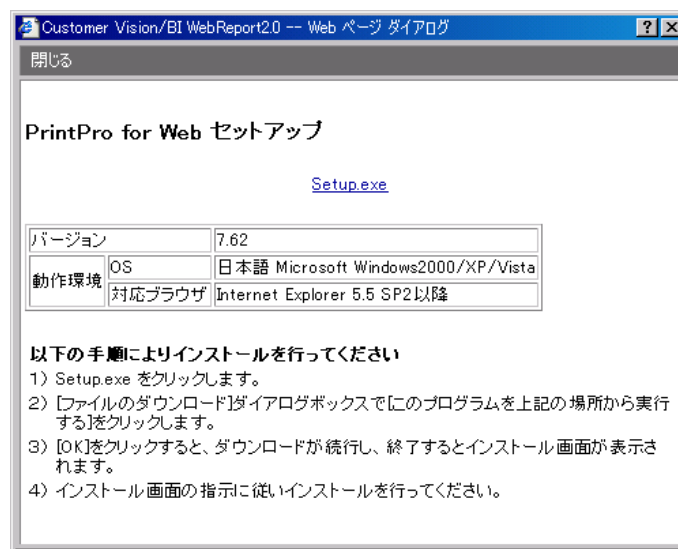 Customer Vision/BI WebReport2.0 -- Web ページ ダイアログ
閉じる
PrintPro for Web セットアップ
Setup.exe
バージョン 7.62
動作環境 OS 日本語 Microsoft Windows2000/XP/Vista
対応ブラウザ Internet Explorer 5.5 SP2以降
以下の手順によりインストールを行ってください
1) Setup.exe をクリックします。
2) [ファイルのダウンロード]ダイアログボックスで[このプログラムを上記の場所から実行
する]をクリックします。
3) [OK]をクリックすると、ダウンロードが続行し、終了するとインストール画面が表示さ
れます。
4) インストール画面の指示に従いインストールを行ってください。